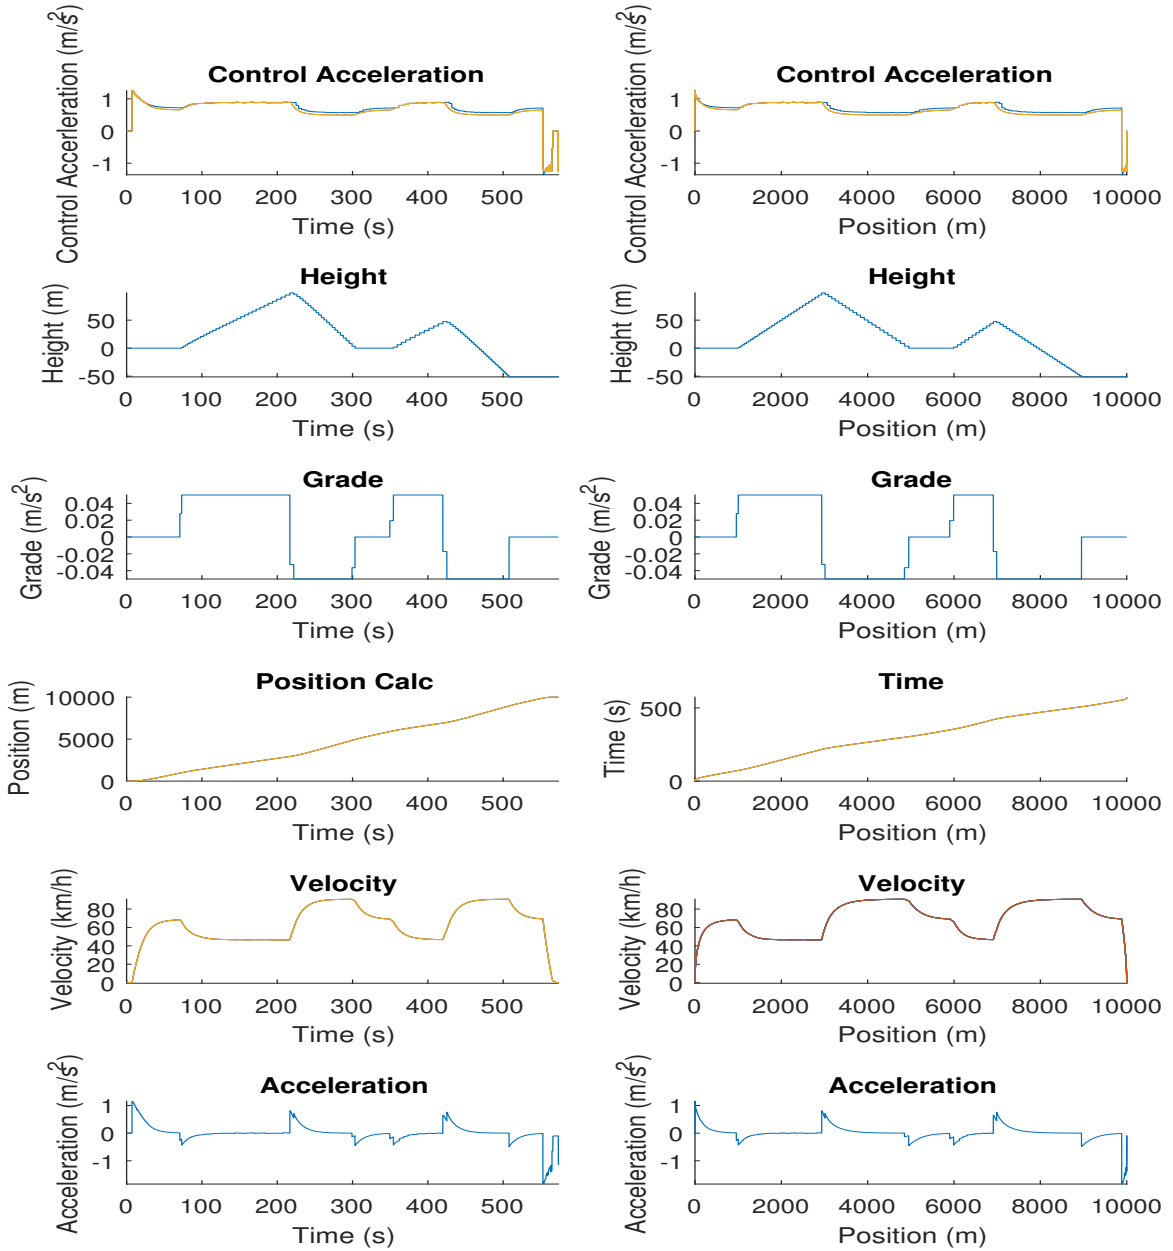 Control Acceleration
Control Accerleration (m/s²)
1
0
-1
0 100 200 300 400 500
Time (s)
Control Acceleration
Control Accerleration (m/s²)
1
0
-1
0 2000 4000 6000 8000 10000
Position (m)
Height
Height (m)
50
0
-50
0 100 200 300 400 500
Time (s)
Height
Height (m)
50
0
-50
0 2000 4000 6000 8000 10000
Position (m)
Grade
Grade (m/s²)
0.04
0.02
0
-0.02
-0.04
0 100 200 300 400 500
Time (s)
Grade
Grade (m/s²)
0.04
0.02
0
-0.02
-0.04
0 2000 4000 6000 8000 10000
Position (m)
Position Calc
Position (m)
10000
5000
0
0 100 200 300 400 500
Time (s)
Time
Time (s)
500
0
0 2000 4000 6000 8000 10000
Position (m)
Velocity
Velocity (km/h)
80
60
40
20
0
0 100 200 300 400 500
Time (s)
Velocity
Velocity (km/h)
80
60
40
20
0
0 2000 4000 6000 8000 10000
Position (m)
Acceleration
Acceleration (m/s²)
1
0
-1
0 100 200 300 400 500
Time (s)
Acceleration
Acceleration (m/s²)
1
0
-1
0 2000 4000 6000 8000 10000
Position (m)